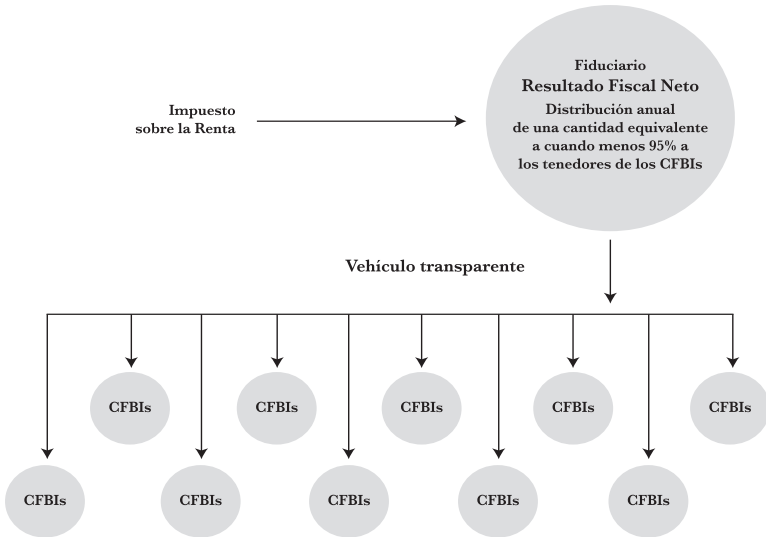 Fiduciario
Resultado Fiscal Neto
Distribución anual
de una cantidad equivalente
a cuando menos 95% a
los tenedores de los CFBIs
Impuesto
sobre la Renta
Vehículo transparente
CFBIs
CFBIs
CFBIs
CFBIs
CFBIs
CFBIs
CFBIs
CFBIs
CFBIs
CFBIs